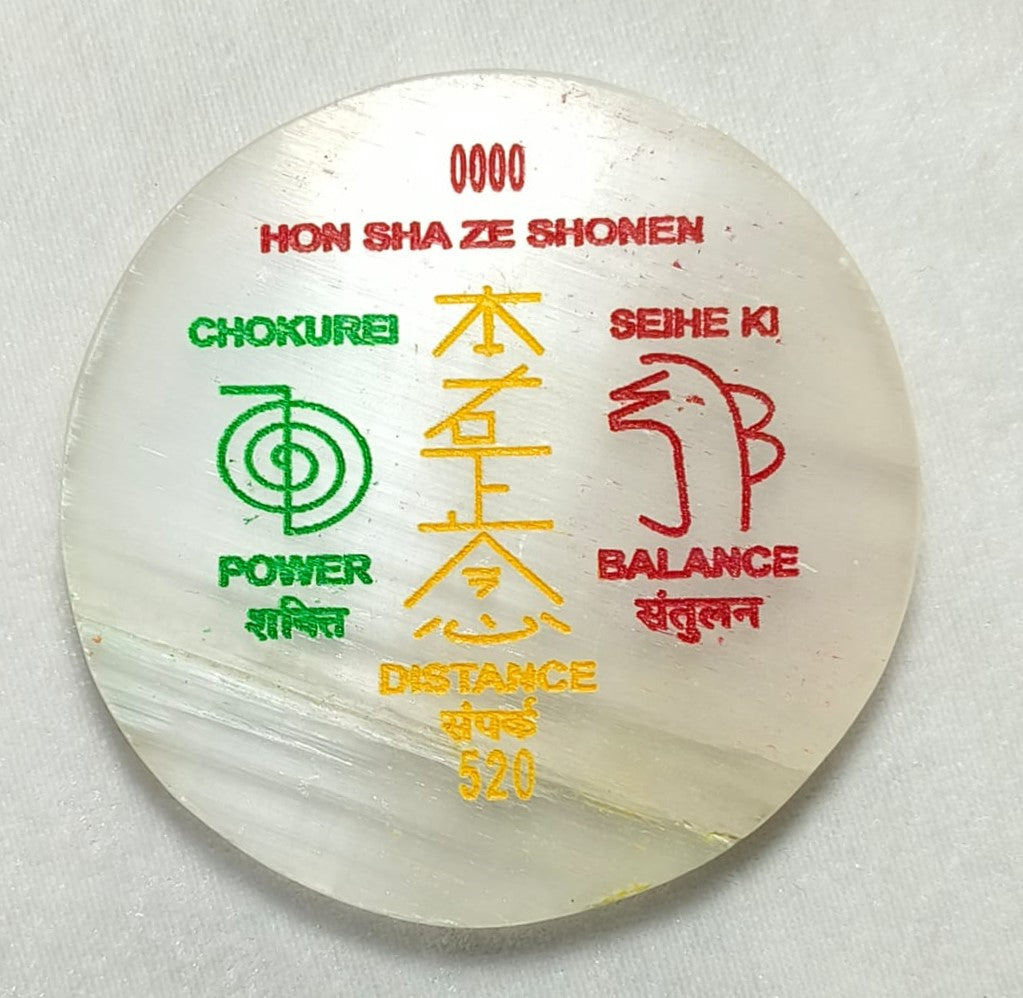 0000
HON SHA ZE SHONEN
CHOKUREI
POWER
शक्ति
DISTANCE
संपर्क
520
SEIHE KI
BALANCE
संतुलन